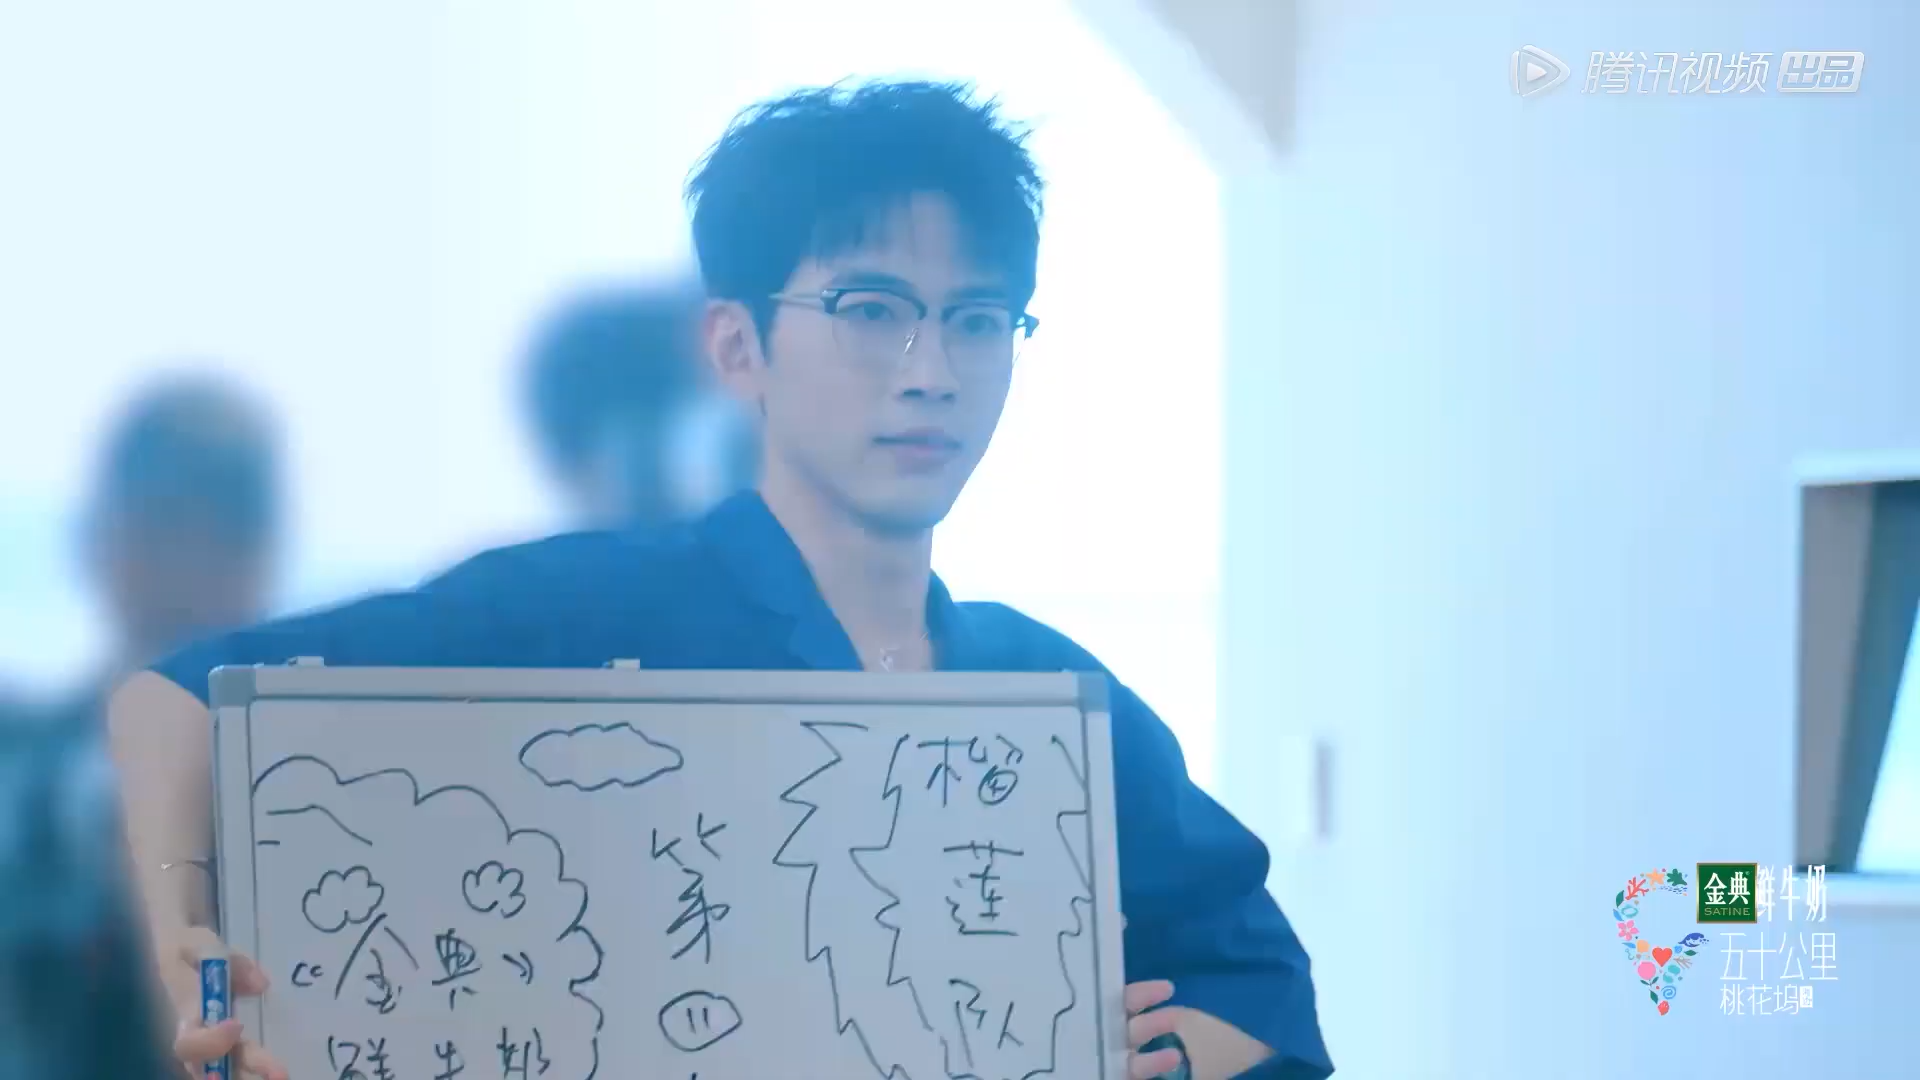 腾讯视频 出品
榴莲队
第四
《金典》
鲜牛奶
金典 鲜牛奶
SATINE
五十公里
桃花坞